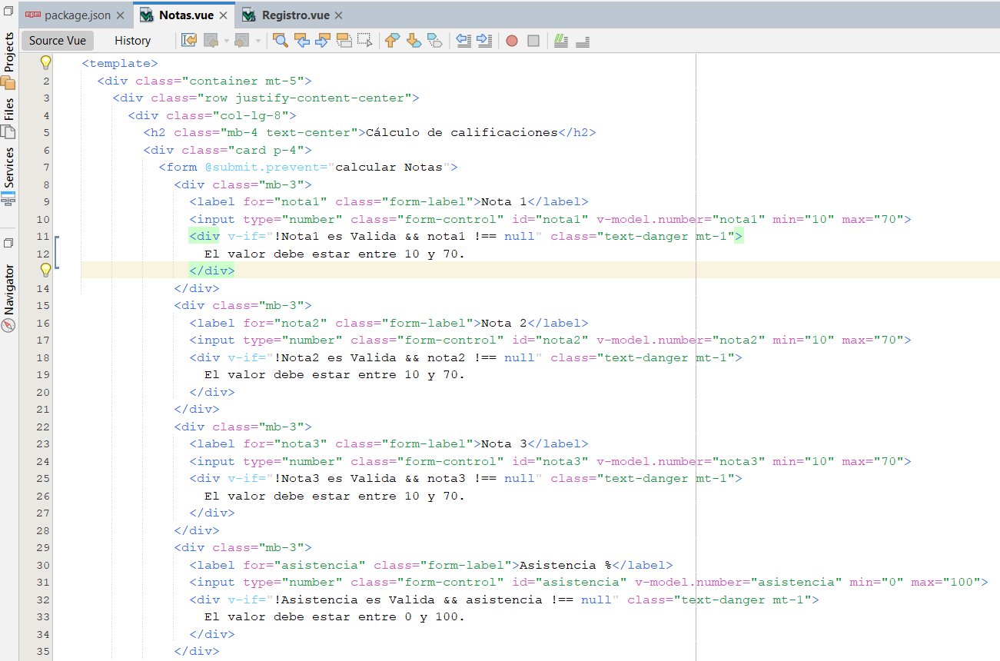 package.json
Notas.vue
Registro.vue
Source Vue
History
Projects
Files
Services
Navigator
<template>
2 <div class="container mt-5">
3 <div class="row justify-content-center">
4 <div class="col-lg-8">
5 <h2 class="mb-4 text-center">Cálculo de calificaciones</h2>
6 <div class="card p-4">
7 <form @submit.prevent="calcular Notas">
8 <div class="mb-3">
9 <label for="nota1" class="form-label">Nota 1</label>
10 <input type="number" class="form-control" id="nota1" v-model.number="nota1" min="10" max="70">
11 <div v-if="!Nota1 es Valida && nota1 !== null" class="text-danger mt-1">
12 El valor debe estar entre 10 y 70.
</div>
14 </div>
15 <div class="mb-3">
16 <label for="nota2" class="form-label">Nota 2</label>
17 <input type="number" class="form-control" id="nota2" v-model.number="nota2" min="10" max="70">
18 <div v-if="!Nota2 es Valida && nota2 !== null" class="text-danger mt-1">
19 El valor debe estar entre 10 y 70.
20 </div>
21 </div>
22 <div class="mb-3">
23 <label for="nota3" class="form-label">Nota 3</label>
24 <input type="number" class="form-control" id="nota3" v-model.number="nota3" min="10" max="70">
25 <div v-if="!Nota3 es Valida && nota3 !== null" class="text-danger mt-1">
26 El valor debe estar entre 10 y 70.
27 </div>
28 </div>
29 <div class="mb-3">
30 <label for="asistencia" class="form-label">Asistencia %</label>
31 <input type="number" class="form-control" id="asistencia" v-model.number="asistencia" min="0" max="100">
32 <div v-if="!Asistencia es Valida && asistencia !== null" class="text-danger mt-1">
33 El valor debe estar entre 0 y 100.
34 </div>
35 </div>